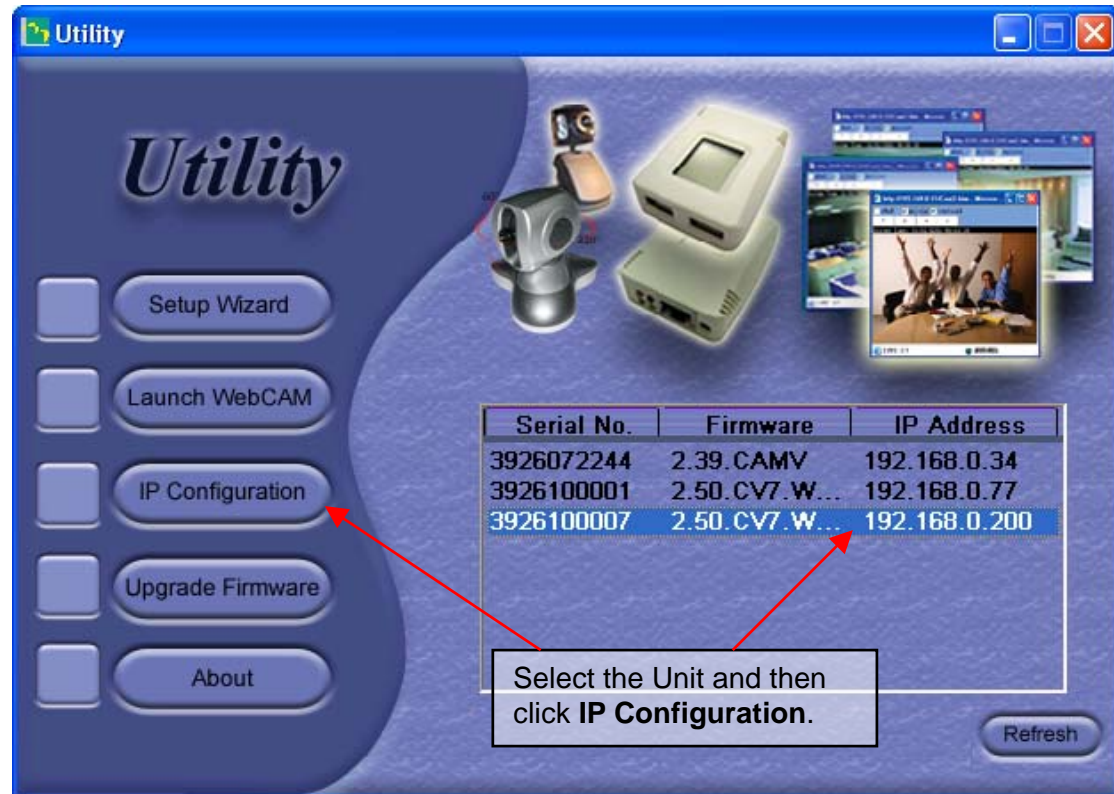 Utility
Utility
Setup Wizard
Launch WebCAM
IP Configuration
Upgrade Firmware
About
Serial No. Firmware IP Address
3926072244 2.39.CAMV 192.168.0.34
3926100001 2.50.CV7.W... 192.168.0.77
3926100007 2.50.CV7.W... 192.168.0.200
Select the Unit and then
click IP Configuration.
Refresh